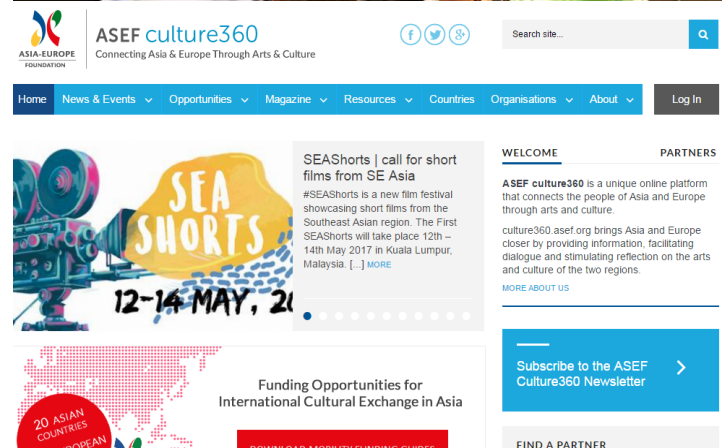 ASIA-EUROPE
FOUNDATION
ASEF culture360
Connecting Asia & Europe Through Arts & Culture
Search site...
Home News & Events Opportunities Magazine Resources Countries Organisations About Log In
SEA
SHORTS
12-14 MAY, 20
SEAShorts | call for short
films from SE Asia
#SEAShorts is a new film festival
showcasing short films from the
Southeast Asian region. The First
SEAShorts will take place 12th –
14th May 2017 in Kuala Lumpur,
Malaysia. [...] MORE
WELCOME PARTNERS
ASEF culture360 is a unique online platform
that connects the people of Asia and Europe
through arts and culture.
culture360.asef.org brings Asia and Europe
closer by providing information, facilitating
dialogue and stimulating reflection on the arts
and culture of the two regions.
MORE ABOUT US
Subscribe to the ASEF
Culture360 Newsletter
Funding Opportunities for
International Cultural Exchange in Asia
20 ASIAN
COUNTRIES
DOWNLOAD MOBILITY FUNDING GUIDES
FIND A PARTNER